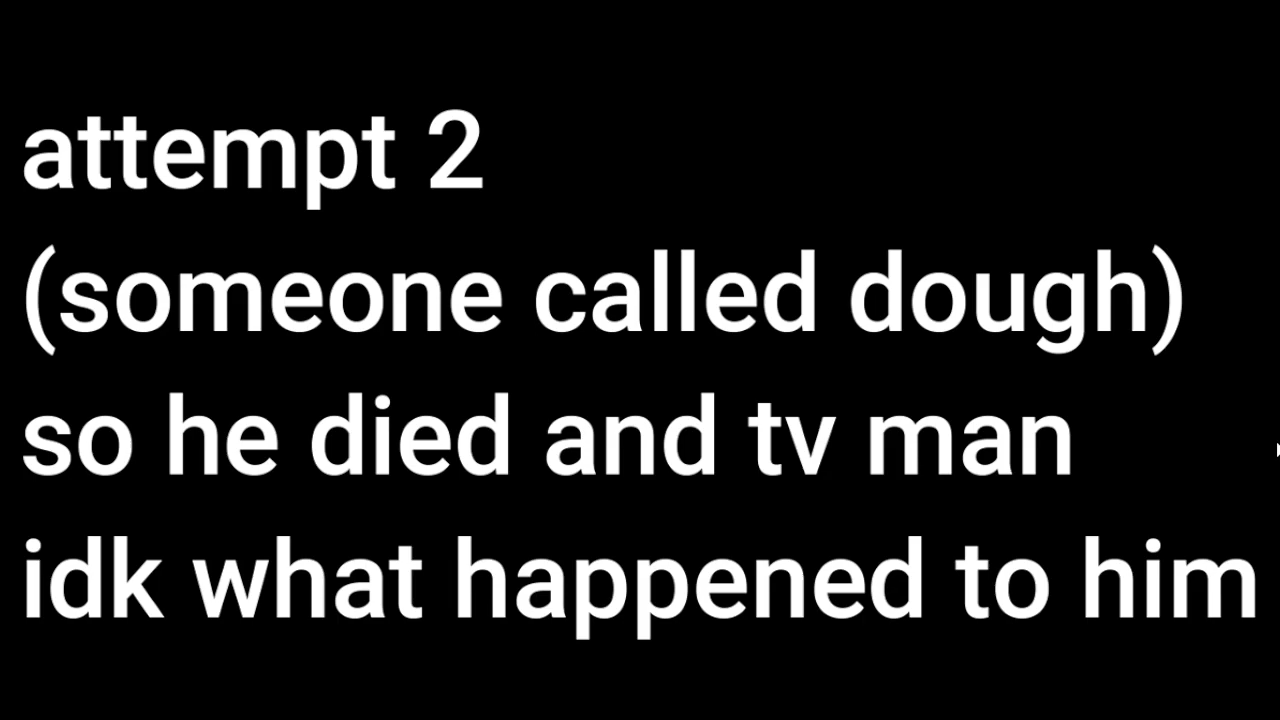 attempt 2
(someone called dough)
so he died and tv man
idk what happened to him